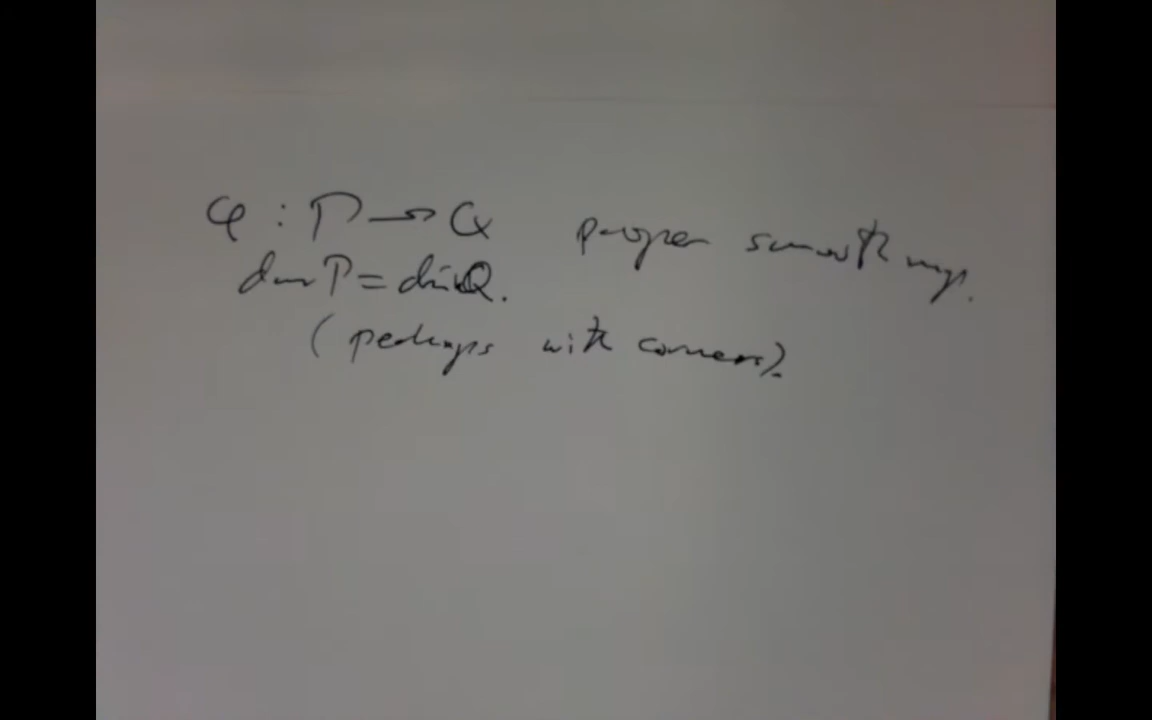 φ : P → Q proper smooth map.
dim P = dim Q.
(perhaps with corners).